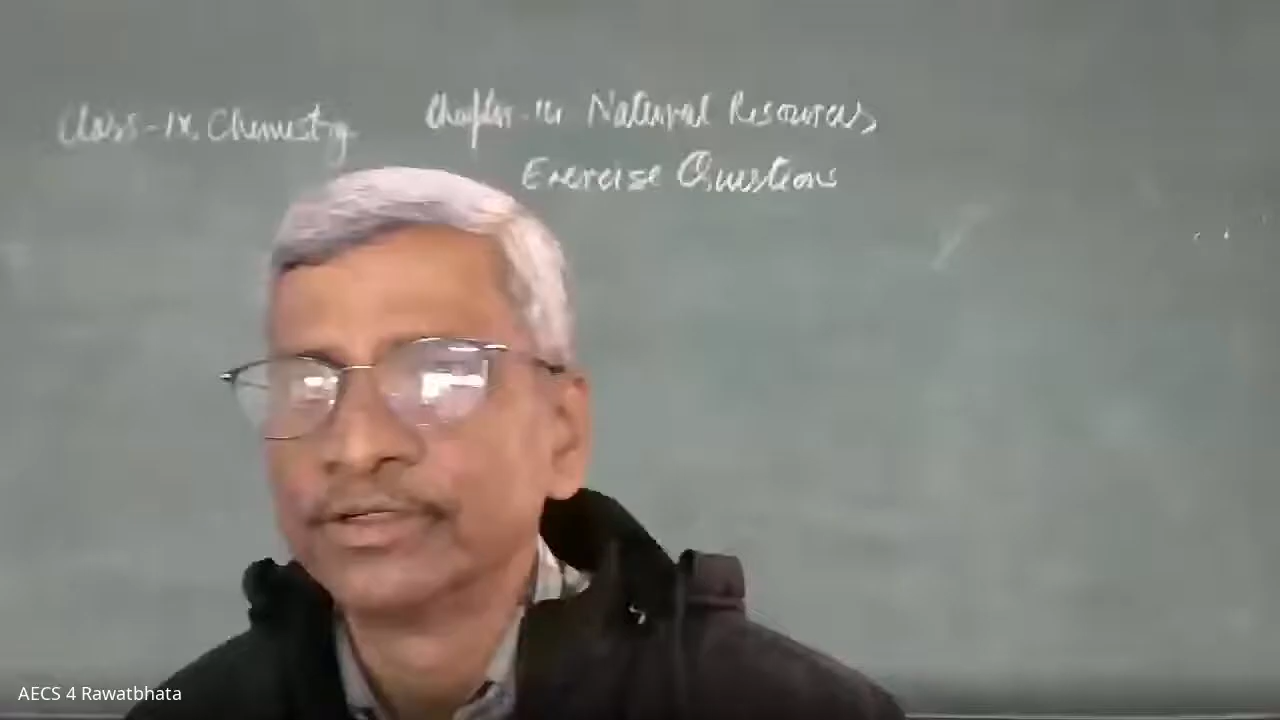 Class-IX, Chemistry
Chapter-14 Natural Resources
Exercise Questions
AECS 4 Rawatbhata